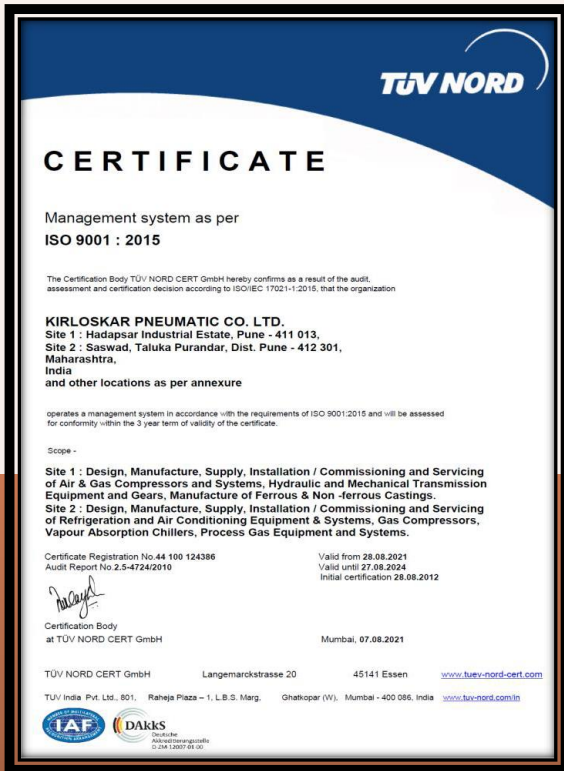 TÜV NORD
CERTIFICATE
Management system as per
ISO 9001 : 2015
The Certification Body TÜV NORD CERT GmbH hereby confirms as a result of the audit,
assessment and certification decision according to ISO/IEC 17021-1:2015, that the organization
KIRLOSKAR PNEUMATIC CO. LTD.
Site 1 : Hadapsar Industrial Estate, Pune - 411 013,
Site 2 : Saswad, Taluka Purandar, Dist. Pune - 412 301,
Maharashtra,
India
and other locations as per annexure
operates a management system in accordance with the requirements of ISO 9001:2015 and will be assessed
for conformity within the 3 year term of validity of the certificate.
Scope -
Site 1 : Design, Manufacture, Supply, Installation / Commissioning and Servicing
of Air & Gas Compressors and Systems, Hydraulic and Mechanical Transmission
Equipment and Gears, Manufacture of Ferrous & Non -ferrous Castings.
Site 2 : Design, Manufacture, Supply, Installation / Commissioning and Servicing
of Refrigeration and Air Conditioning Equipment & Systems, Gas Compressors,
Vapour Absorption Chillers, Process Gas Equipment and Systems.
Certificate Registration No.44 100 124386
Audit Report No.2.5-4724/2010
Valid from 28.08.2021
Valid until 27.08.2024
Initial certification 28.08.2012
Certification Body
at TÜV NORD CERT GmbH
Mumbai, 07.08.2021
TÜV NORD CERT GmbH Langemarckstrasse 20 45141 Essen www.tuev-nord-cert.com
TUV India Pvt. Ltd., 801, Raheja Plaza – 1, L.B.S. Marg, Ghatkopar (W), Mumbai - 400 086, India www.tuv-nord.com/in
IAF
DAkkS
Deutsche
Akkreditierungsstelle
D-ZM-12007-01-00